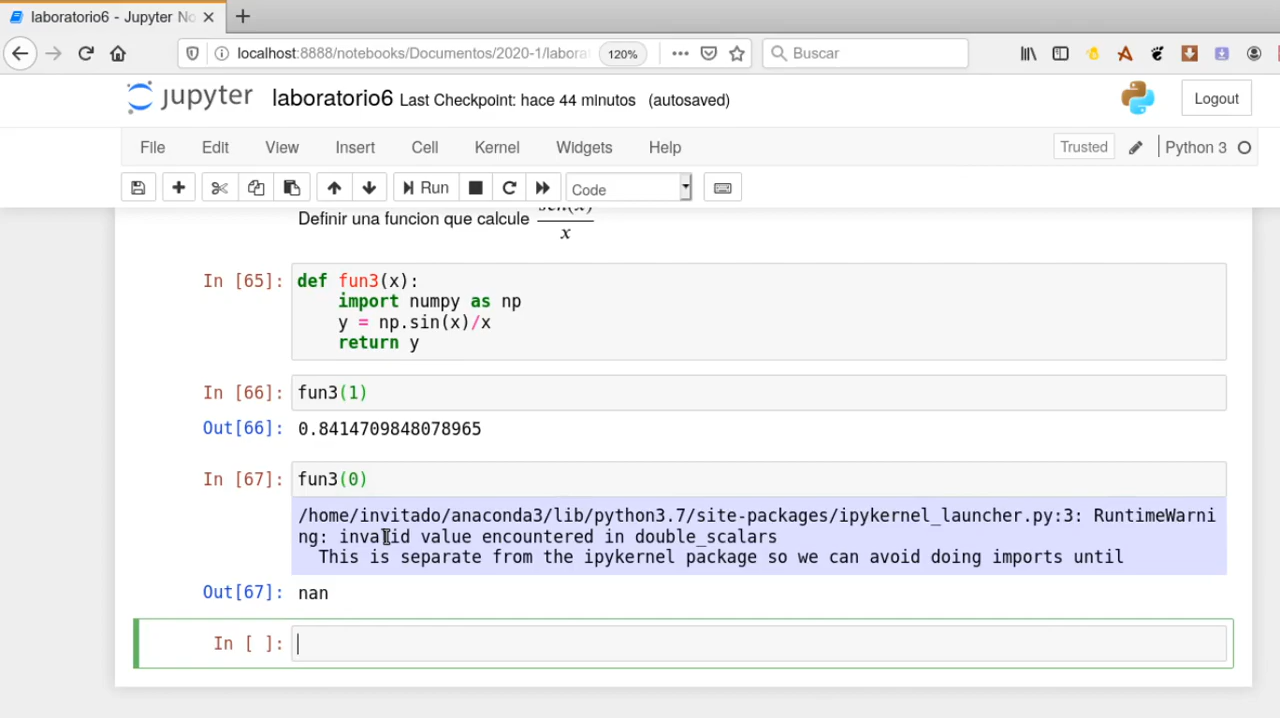 laboratorio6 - Jupyter No
localhost:8888/notebooks/Documentos/2020-1/labora
120%
Buscar
jupyter
laboratorio6 Last Checkpoint: hace 44 minutos (autosaved)
Logout
File Edit View Insert Cell Kernel Widgets Help
Trusted
Python 3
Run
Code
Definir una funcion que calcule sen(x)
x
In [65]: def fun3(x):
import numpy as np
y = np.sin(x)/x
return y
In [66]: fun3(1)
Out[66]: 0.8414709848078965
In [67]: fun3(0)
/home/invitado/anaconda3/lib/python3.7/site-packages/ipykernel_launcher.py:3: RuntimeWarni
ng: invalid value encountered in double_scalars
This is separate from the ipykernel package so we can avoid doing imports until
Out[67]: nan
In [ ]: